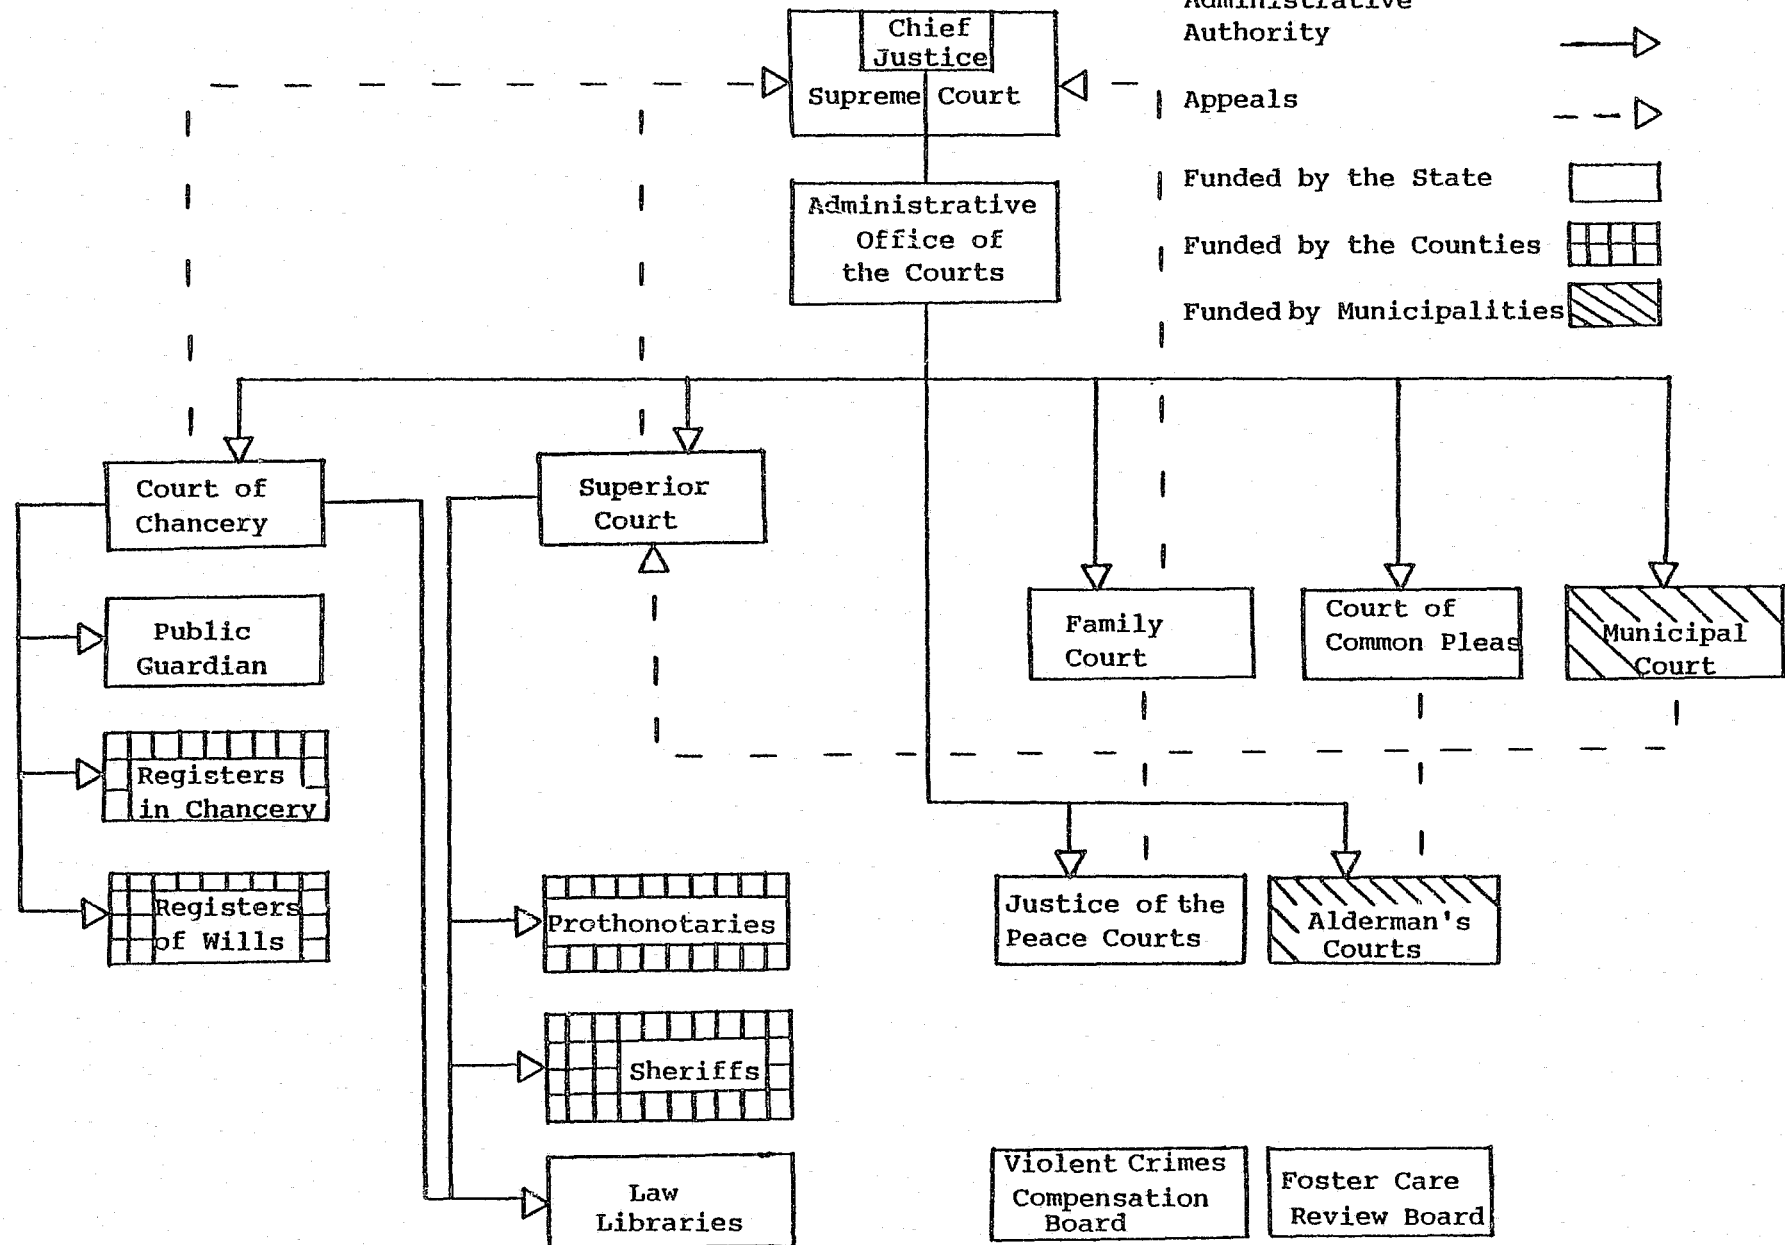 Chief
Justice
Supreme Court
Administrative
Authority
Appeals
Funded by the State
Funded by the Counties
Funded by Municipalities
Administrative
Office of
the Courts
Court of
Chancery
Superior
Court
Family
Court
Court of
Common Pleas
Municipal
Court
Public
Guardian
Registers
in Chancery
Registers
of Wills
Prothonotaries
Sheriffs
Law
Libraries
Justice of the
Peace Courts
Alderman's
Courts
Violent Crimes
Compensation
Board
Foster Care
Review Board